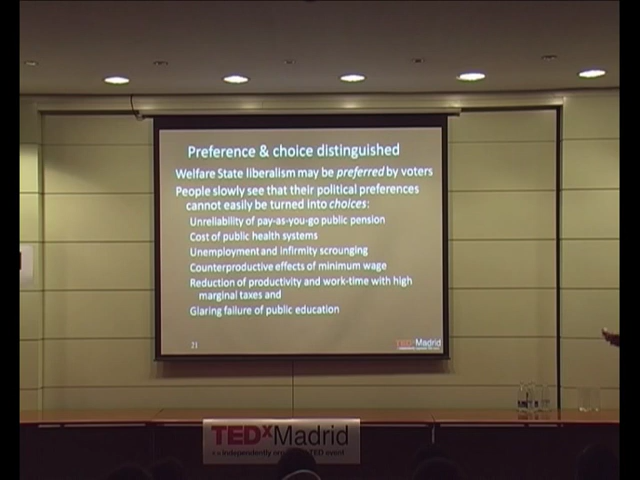 Preference & choice distinguished
Welfare State liberalism may be preferred by voters
People slowly see that their political preferences
cannot easily be turned into choices:
Unreliability of pay-as-you-go public pension
Cost of public health systems
Unemployment and infirmity scrounging
Counterproductive effects of minimum wage
Reduction of productivity and work-time with high
marginal taxes and
Glaring failure of public education
21
TEDxMadrid
TEDxMadrid
x = independently organized TED event